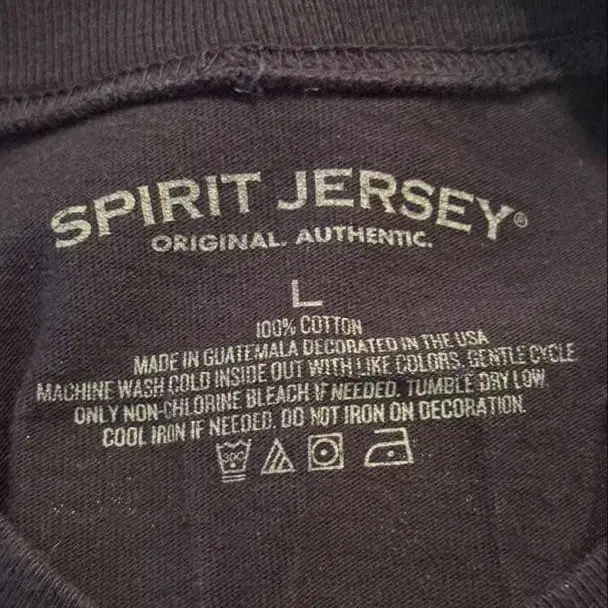 SPIRIT JERSEY®
ORIGINAL. AUTHENTIC.
L
100% COTTON
MADE IN GUATEMALA DECORATED IN THE USA
MACHINE WASH COLD INSIDE OUT WITH LIKE COLORS. GENTLE CYCLE.
ONLY NON-CHLORINE BLEACH IF NEEDED. TUMBLE DRY LOW.
COOL IRON IF NEEDED. DO NOT IRON ON DECORATION.
30C